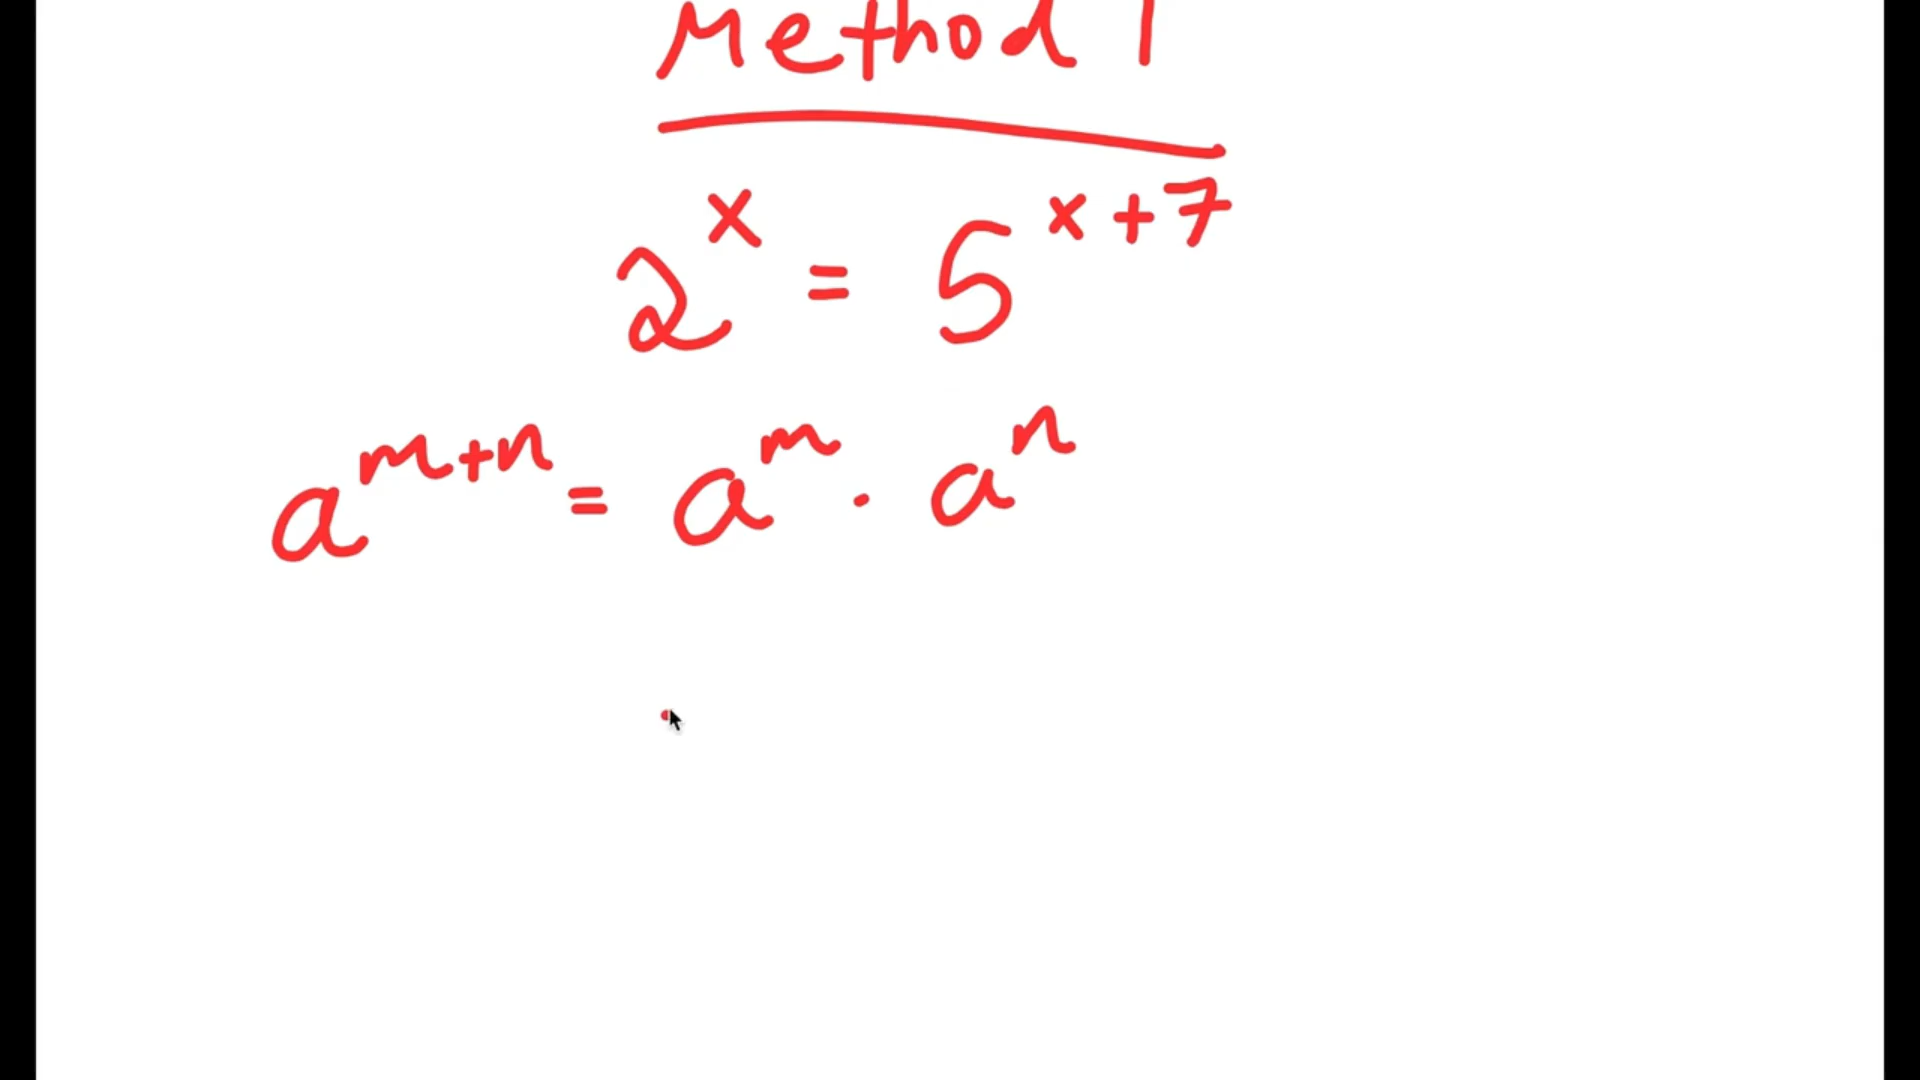 Method 1
2^x = 5^{x+7}
a^{m+n} = a^m · a^n